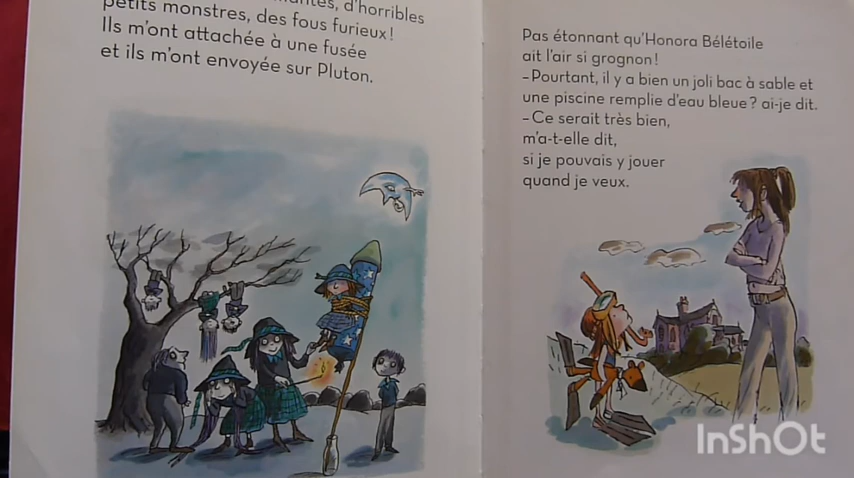 d'horribles
petits monstres, des fous furieux!
Ils m'ont attachée à une fusée
et ils m'ont envoyée sur Pluton.
Pas étonnant qu'Honora Bélétoile
ait l'air si grognon!
– Pourtant, il y a bien un joli bac à sable et
une piscine remplie d'eau bleue? ai-je dit.
– Ce serait très bien,
m'a-t-elle dit,
si je pouvais y jouer
quand je veux.
InShOt